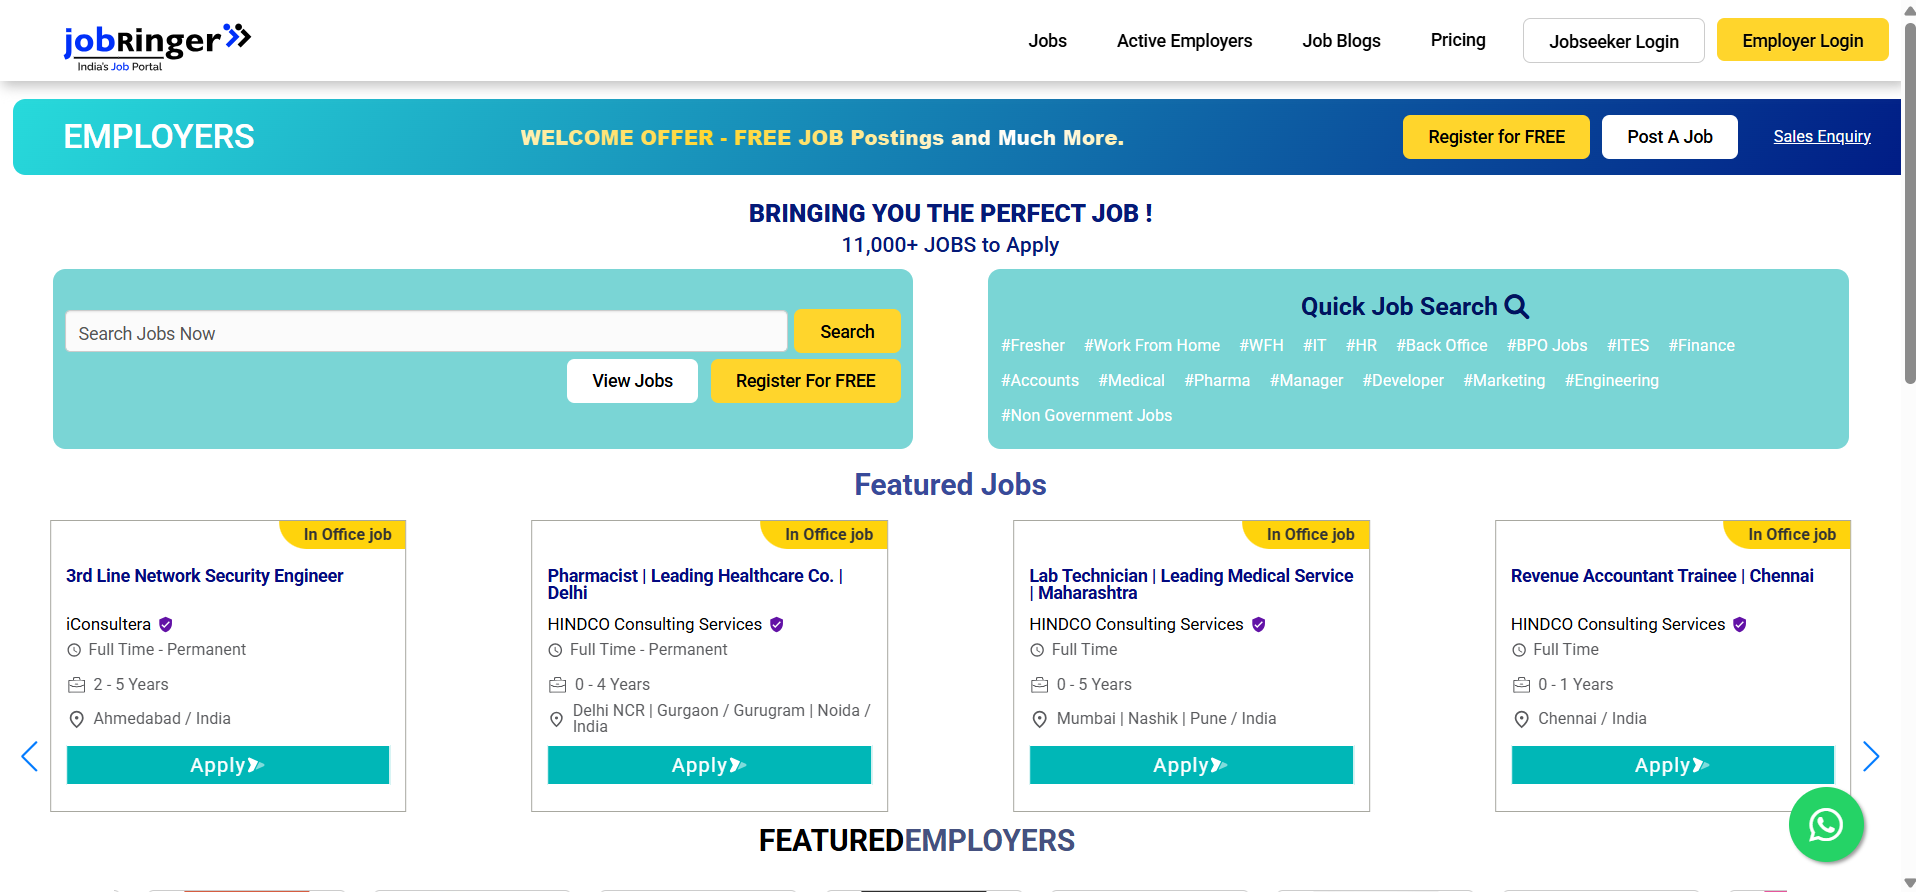 jobRinger
India's Job Portal
Jobs
Active Employers
Job Blogs
Pricing
Jobseeker Login
Employer Login
EMPLOYERS
WELCOME OFFER - FREE JOB Postings and Much More.
Register for FREE
Post A Job
Sales Enquiry
BRINGING YOU THE PERFECT JOB !
11,000+ JOBS to Apply
Search Jobs Now
Search
View Jobs
Register For FREE
Quick Job Search
#Fresher #Work From Home #WFH #IT #HR #Back Office #BPO Jobs #ITES #Finance
#Accounts #Medical #Pharma #Manager #Developer #Marketing #Engineering
#Non Government Jobs
Featured Jobs
In Office job
3rd Line Network Security Engineer
iConsultera
Full Time - Permanent
2 - 5 Years
Ahmedabad / India
Apply
In Office job
Pharmacist | Leading Healthcare Co. |
Delhi
HINDCO Consulting Services
Full Time - Permanent
0 - 4 Years
Delhi NCR | Gurgaon / Gurugram | Noida /
India
Apply
In Office job
Lab Technician | Leading Medical Service
| Maharashtra
HINDCO Consulting Services
Full Time
0 - 5 Years
Mumbai | Nashik | Pune / India
Apply
In Office job
Revenue Accountant Trainee | Chennai
HINDCO Consulting Services
Full Time
0 - 1 Years
Chennai / India
Apply
FEATUREDEMPLOYERS